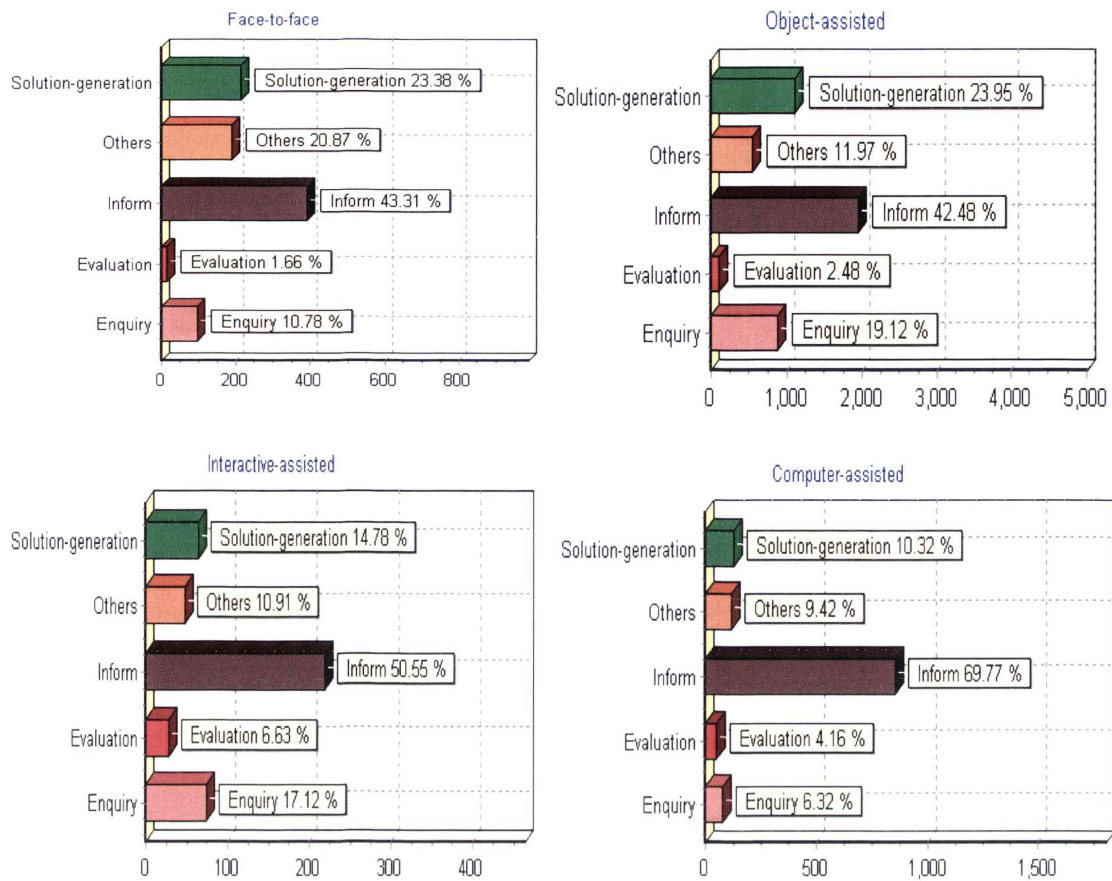 Face-to-face
Solution-generation
Solution-generation 23.38 %
Others
Others 20.87 %
Inform
Inform 43.31 %
Evaluation
Evaluation 1.66 %
Enquiry
Enquiry 10.78 %
0 200 400 600 800
Object-assisted
Solution-generation
Solution-generation 23.95 %
Others
Others 11.97 %
Inform
Inform 42.48 %
Evaluation
Evaluation 2.48 %
Enquiry
Enquiry 19.12 %
0 1,000 2,000 3,000 4,000 5,000
Interactive-assisted
Solution-generation
Solution-generation 14.78 %
Others
Others 10.91 %
Inform
Inform 50.55 %
Evaluation
Evaluation 6.63 %
Enquiry
Enquiry 17.12 %
0 100 200 300 400
Computer-assisted
Solution-generation
Solution-generation 10.32 %
Others
Others 9.42 %
Inform
Inform 69.77 %
Evaluation
Evaluation 4.16 %
Enquiry
Enquiry 6.32 %
0 500 1,000 1,500